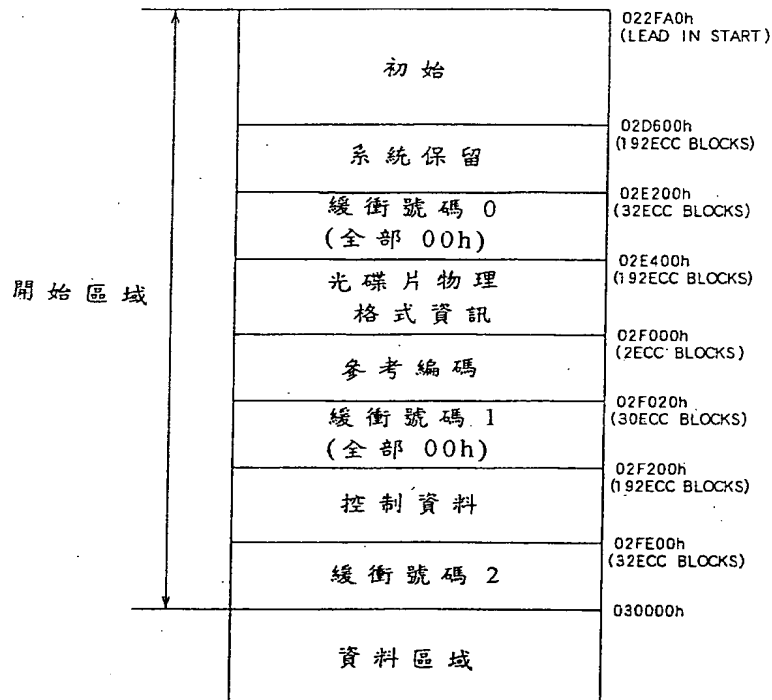 022FA0h
(LEAD IN START)
初始
02D600h
(192ECC BLOCKS)
系統保留
02E200h
(32ECC BLOCKS)
緩衝號碼 0
(全部 00h)
02E400h
(192ECC BLOCKS)
開始區域
光碟片物理
格式資訊
02F000h
(2ECC BLOCKS)
參考編碼
02F020h
(30ECC BLOCKS)
緩衝號碼 1
(全部 00h)
02F200h
(192ECC BLOCKS)
控制資料
02FE00h
(32ECC BLOCKS)
緩衝號碼 2
030000h
資料區域